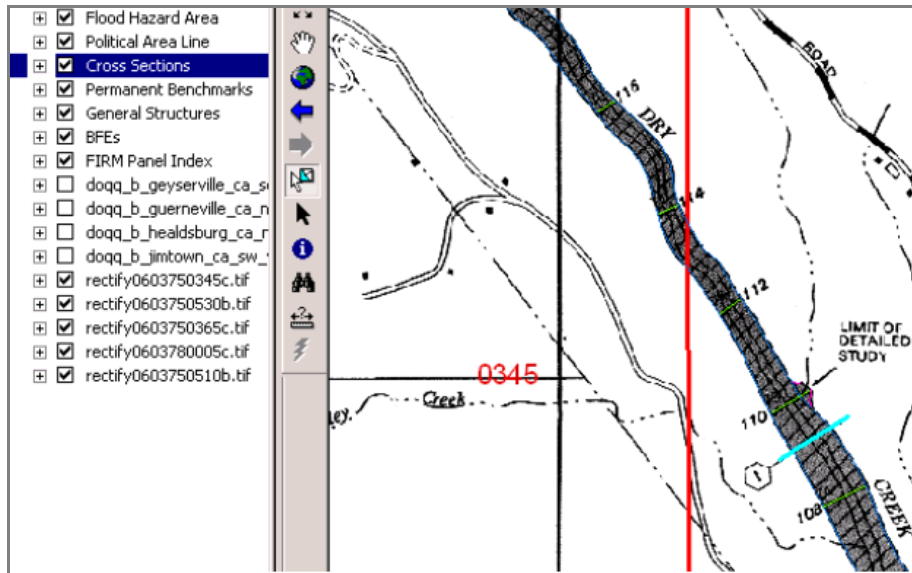 Flood Hazard Area
Political Area Line
Cross Sections
Permanent Benchmarks
General Structures
BFEs
FIRM Panel Index
doqq_b_geyserville_ca_s
doqq_b_guerneville_ca_n
doqq_b_healdsburg_ca_r
doqq_b_jimtown_ca_sw_
rectify0603750345c.tif
rectify0603750530b.tif
rectify0603750365c.tif
rectify0603780005c.tif
rectify0603750510b.tif
ROAD
116
DRY
114
112
LIMIT OF
DETAILED
STUDY
0345
ley.
Creek
110
1
108
CREEK